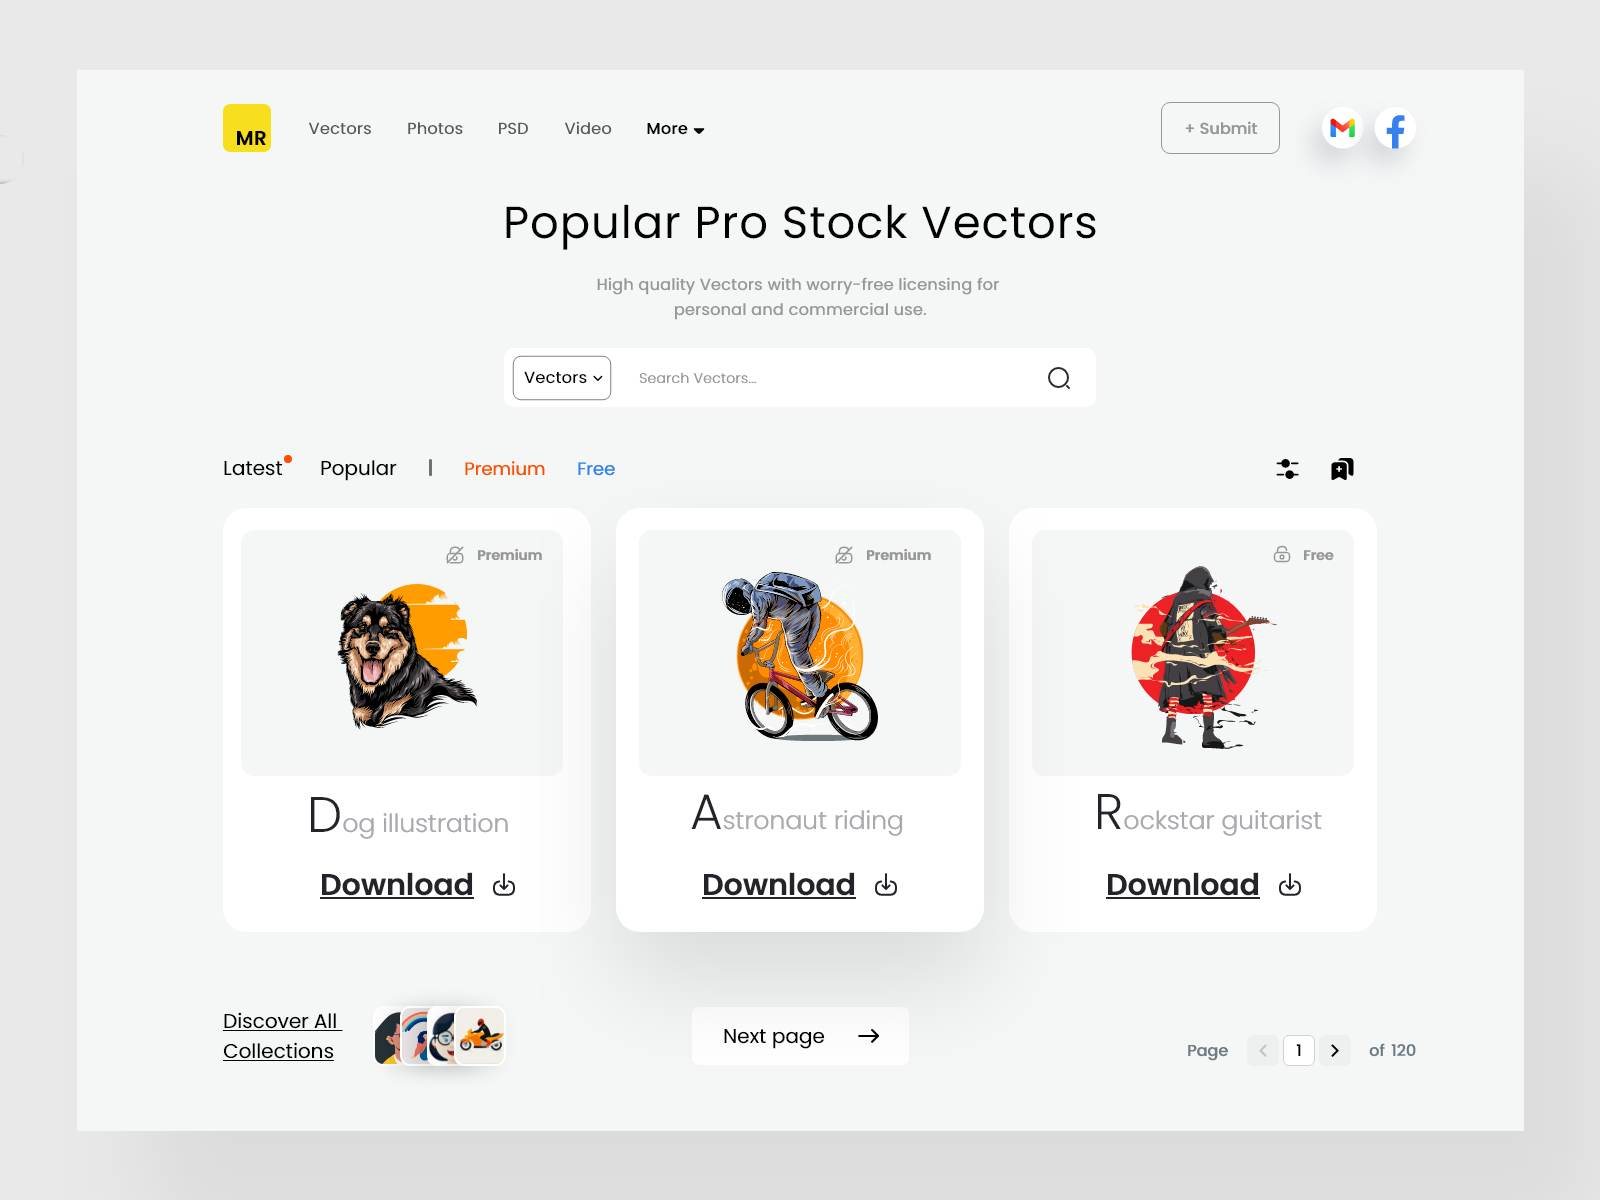 MR
Vectors Photos PSD Video More
+ Submit
Popular Pro Stock Vectors
High quality Vectors with worry-free licensing for
personal and commercial use.
Vectors Search Vectors...
Latest Popular | Premium Free
Premium
Premium
Free
Dog illustration
Astronaut riding
Rockstar guitarist
Download
Download
Download
Discover All
Collections
Next page
Page 1 of 120